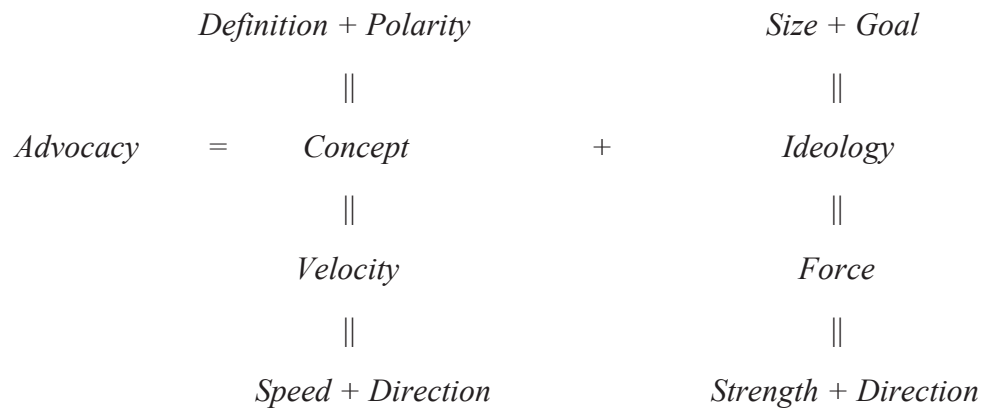 Definition + Polarity Size + Goal
|| ||
Advocacy = Concept + Ideology
|| ||
Velocity Force
|| ||
Speed + Direction Strength + Direction